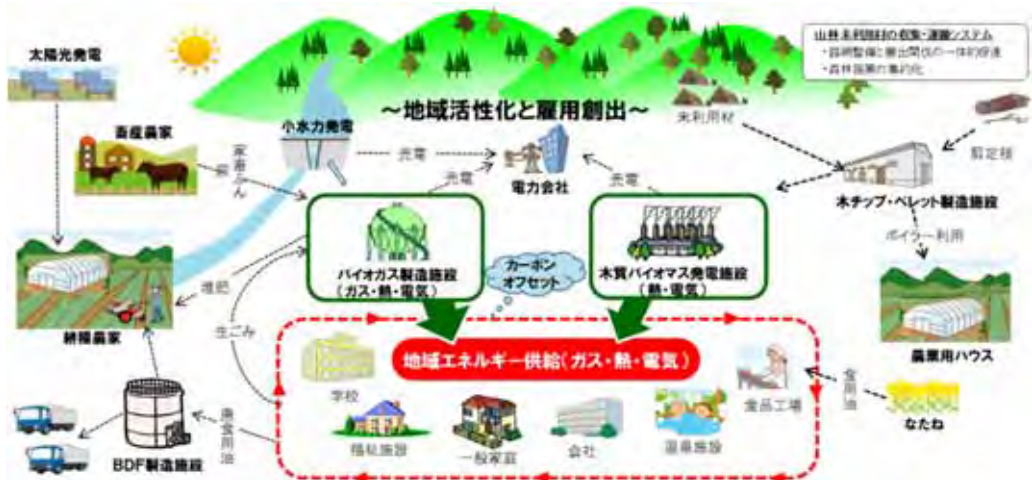 太陽光発電
山林未利用材の収集・運搬システム
・路網整備と搬出間伐の一体的促進
・森林施業の集約化
～地域活性化と雇用創出～
小水力発電
畜産農家
家畜ふん
尿
売電
電力会社
売電
売電
未利用材
剪定枝
木チップ・ペレット製造施設
ボイラー利用
バイオガス製造施設
(ガス・熱・電気)
カーボン
オフセット
木質バイオマス発電施設
(熱・電気)
堆肥
生ごみ
耕種農家
農業用ハウス
地域エネルギー供給(ガス・熱・電気)
学校
福祉施設
一般家庭
会社
温泉施設
食品工場
食用油
なたね
廃食用油
BDF製造施設